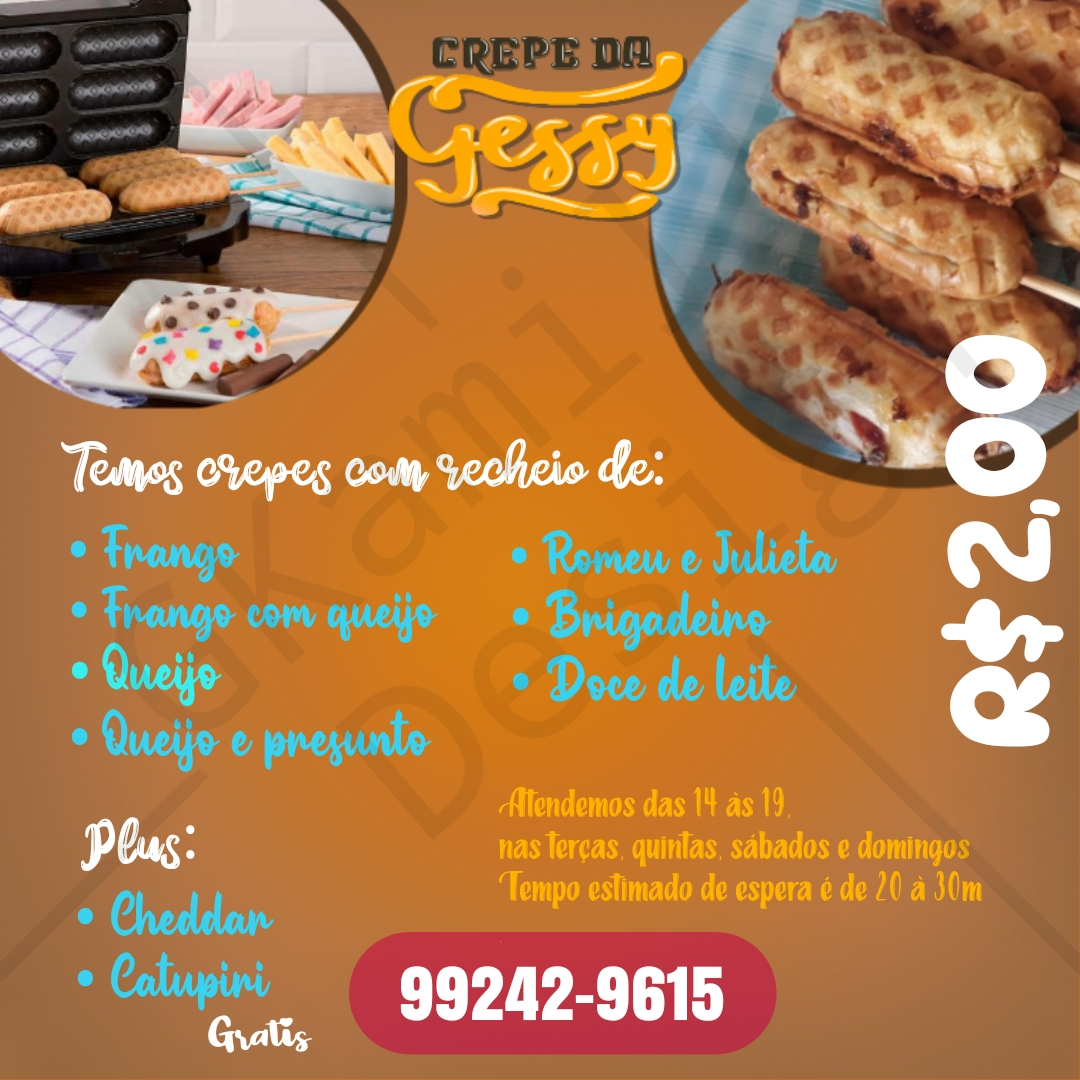 CREPE DA
Gessy
Temos crepes com recheio de:
• Frango
• Frango com queijo
• Queijo
• Queijo e presunto
• Romeu e Julieta
• Brigadeiro
• Doce de leite
R$2,00
Plus:
• Cheddar
• Catupiri
Gratis
Atendemos das 14 às 19,
nas terças, quintas, sábados e domingos
Tempo estimado de espera é de 20 à 30m
99242-9615